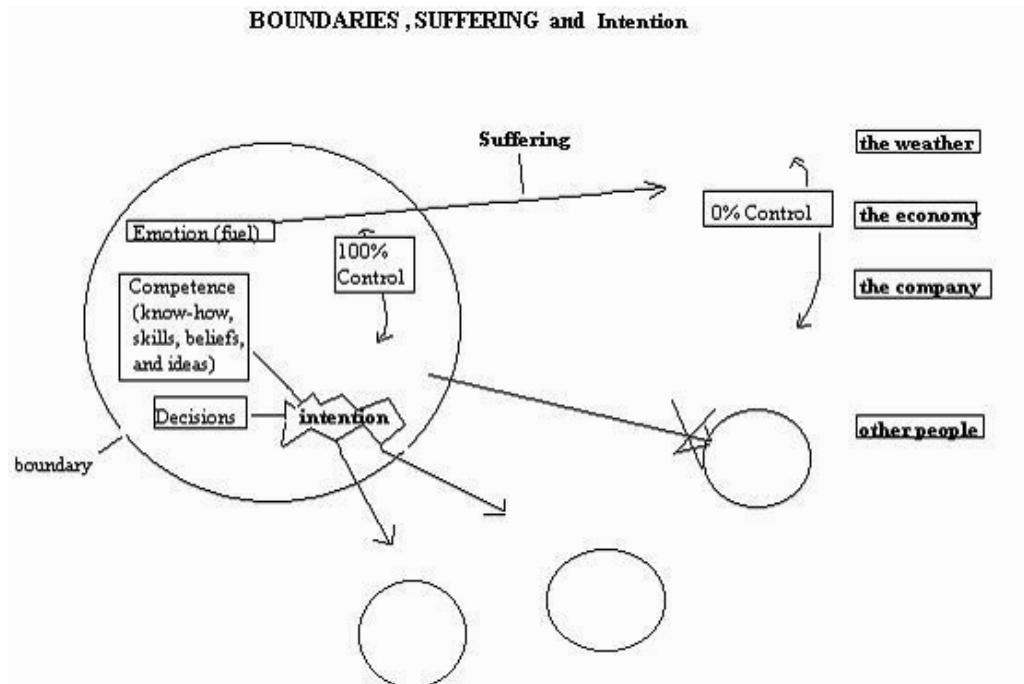 BOUNDARIES , SUFFERING and Intention
Suffering
the weather
0% Control
the economy
Emotion (fuel)
100%
Control
the company
Competence
(know-how,
skills, beliefs,
and ideas)
Decisions
intention
other people
boundary